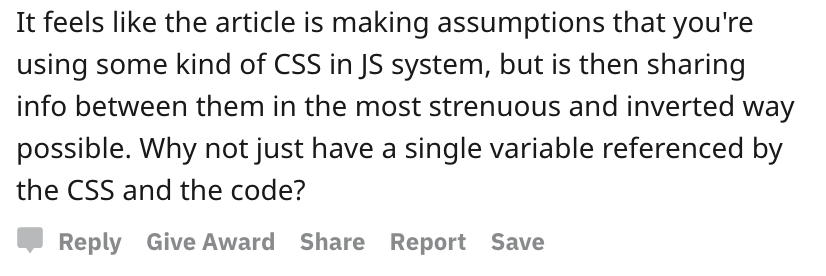 It feels like the article is making assumptions that you're
using some kind of CSS in JS system, but is then sharing
info between them in the most strenuous and inverted way
possible. Why not just have a single variable referenced by
the CSS and the code?
Reply Give Award Share Report Save